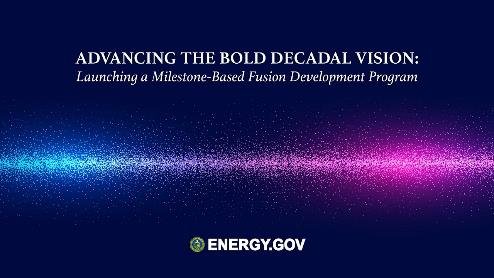 ADVANCING THE BOLD DECADAL VISION:
Launching a Milestone-Based Fusion Development Program
ENERGY.GOV